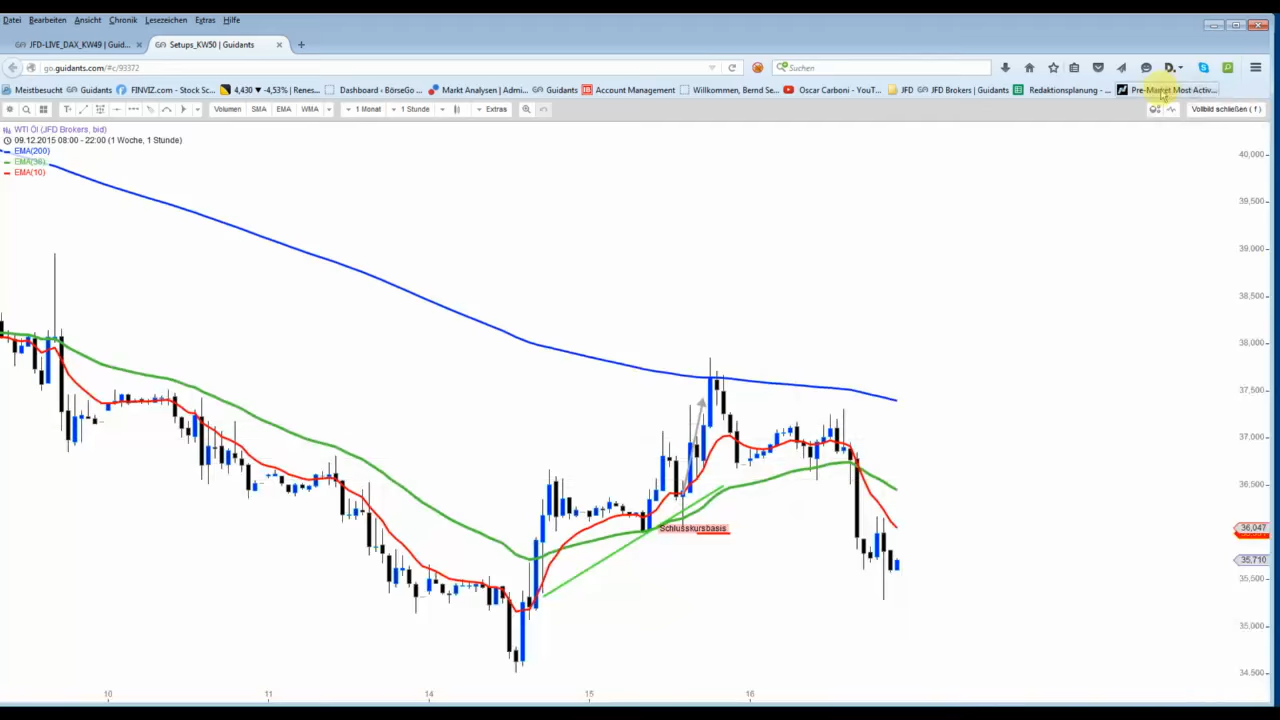 Datei Bearbeiten Ansicht Chronik Lesezeichen Extras Hilfe
JFD-LIVE_DAX_KW49 | Guid... × Setups_KW50 | Guidants × +
go.guidants.com/#c/93372 Suchen
Meistbesucht Guidants FINVIZ.com - Stock Sc... 4,430 ▼ -4,53% | Renes... Dashboard - BörseGo ... Markt Analysen | Admi... Guidants Account Management Willkommen, Bernd Se... Oscar Carboni - YouT... JFD JFD Brokers | Guidants Redaktionsplanung - ... Pre-Market Most Activ...
Volumen SMA EMA WMA 1 Monat 1 Stunde Extras Vollbild schließen ( f )
WTI Öl (JFD Brokers, bid)
09.12.2015 08:00 - 22:00 (1 Woche, 1 Stunde)
EMA(200)
EMA(10)
40,000
39,500
39,000
38,500
38,000
37,500
37,000
36,500
Schlusskursbasis
36,047
35,710
35,500
35,000
34,500
10 11 14 15 16